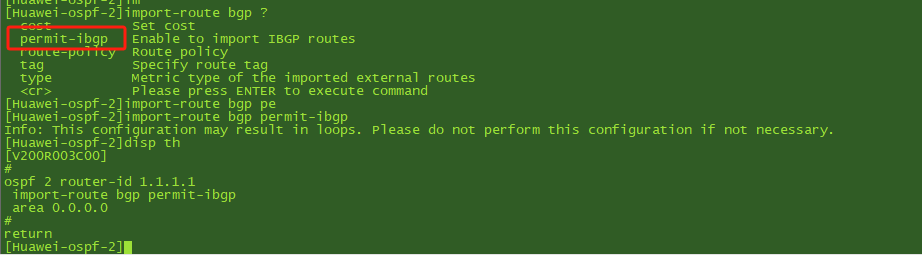 [Huawei-ospf-2]im
[Huawei-ospf-2]import-route bgp ?
cost Set cost
permit-ibgp Enable to import IBGP routes
route-policy Route policy
tag Specify route tag
type Metric type of the imported external routes
<cr> Please press ENTER to execute command
[Huawei-ospf-2]import-route bgp pe
[Huawei-ospf-2]import-route bgp permit-ibgp
Info: This configuration may result in loops. Please do not perform this configuration if not necessary.
[Huawei-ospf-2]disp th
[V200R003C00]
#
ospf 2 router-id 1.1.1.1
import-route bgp permit-ibgp
area 0.0.0.0
#
return
[Huawei-ospf-2]